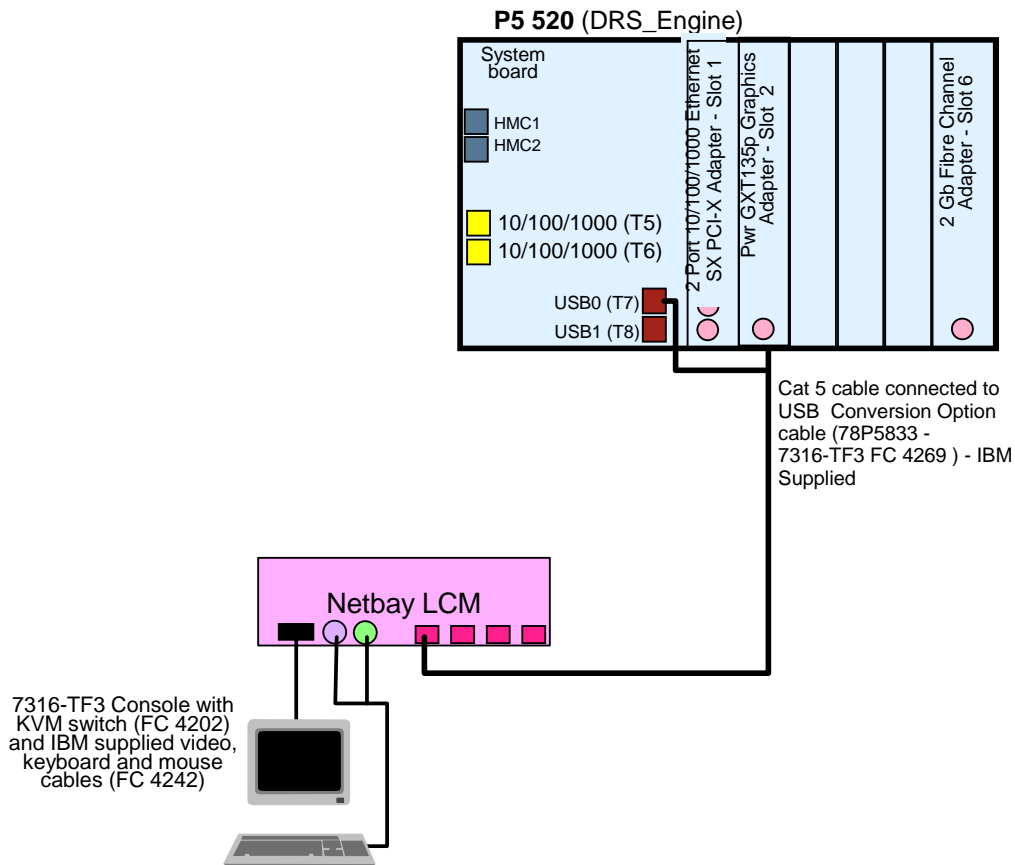 P5 520 (DRS_Engine)
System
board
HMC1
HMC2
10/100/1000 (T5)
10/100/1000 (T6)
USB0 (T7)
USB1 (T8)
2 Port 10/100/1000 Ethernet
SX PCI-X Adapter - Slot 1
Pwr GXT135p Graphics
Adapter - Slot 2
2 Gb Fibre Channel
Adapter - Slot 6
Cat 5 cable connected to
USB Conversion Option
cable (78P5833 -
7316-TF3 FC 4269 ) - IBM
Supplied
Netbay LCM
7316-TF3 Console with
KVM switch (FC 4202)
and IBM supplied video,
keyboard and mouse
cables (FC 4242)